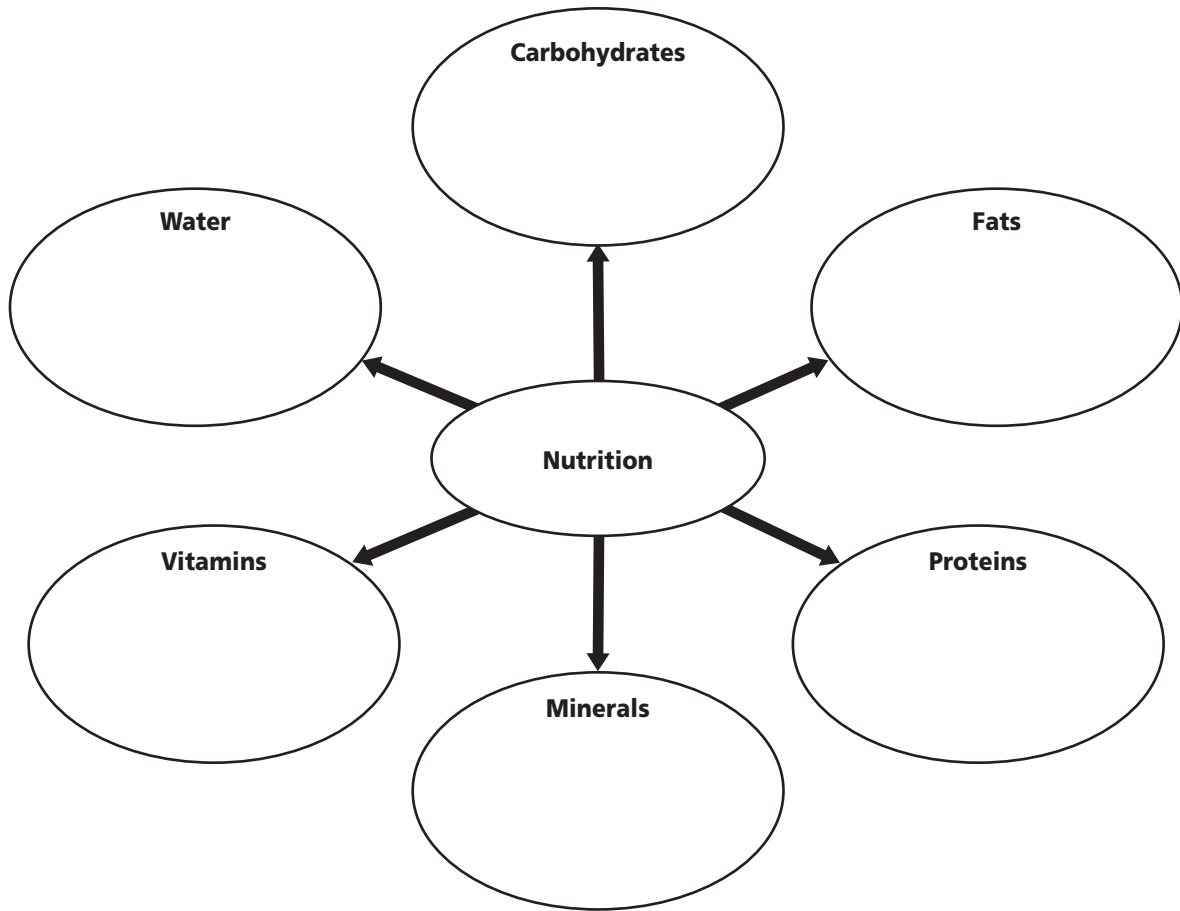 Carbohydrates
Water
Fats
Nutrition
Vitamins
Proteins
Minerals